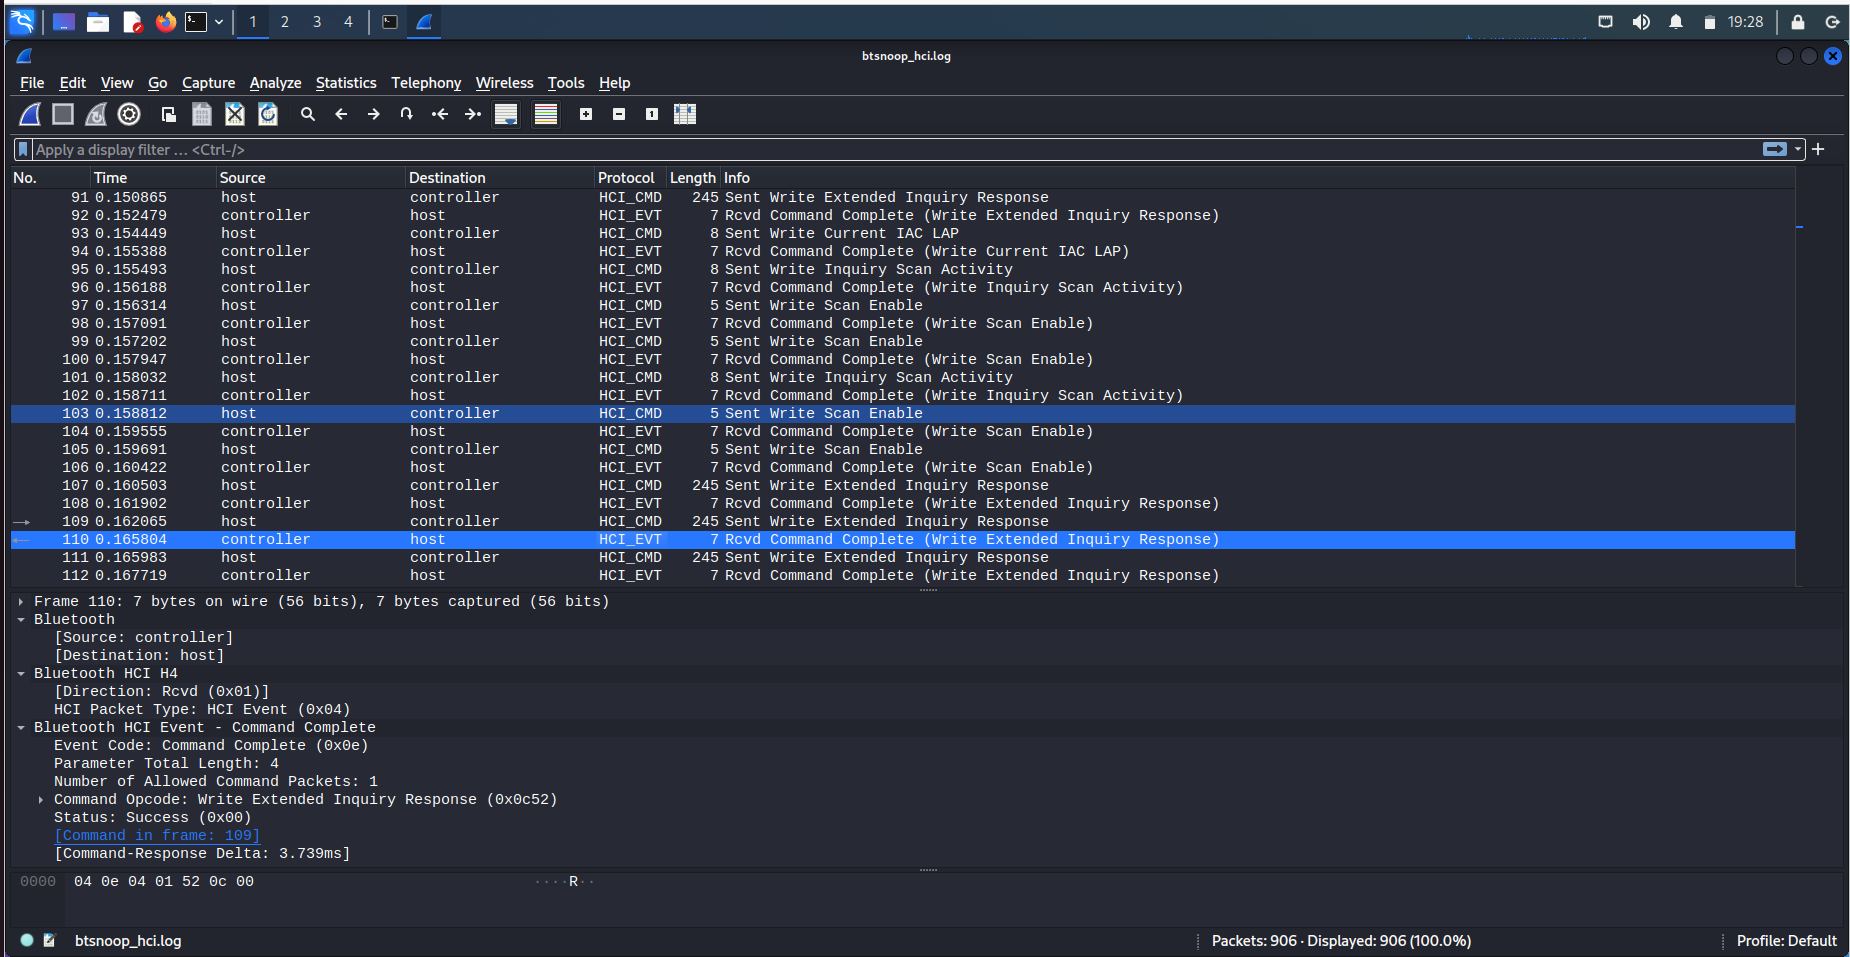 1 2 3 4 19:28
btsnoop_hci.log
File Edit View Go Capture Analyze Statistics Telephony Wireless Tools Help
Apply a display filter … <Ctrl-/>
No. Time Source Destination Protocol Length Info
91 0.150865 host controller HCI_CMD 245 Sent Write Extended Inquiry Response
92 0.152479 controller host HCI_EVT 7 Rcvd Command Complete (Write Extended Inquiry Response)
93 0.154449 host controller HCI_CMD 8 Sent Write Current IAC LAP
94 0.155388 controller host HCI_EVT 7 Rcvd Command Complete (Write Current IAC LAP)
95 0.155493 host controller HCI_CMD 8 Sent Write Inquiry Scan Activity
96 0.156188 controller host HCI_EVT 7 Rcvd Command Complete (Write Inquiry Scan Activity)
97 0.156314 host controller HCI_CMD 5 Sent Write Scan Enable
98 0.157091 controller host HCI_EVT 7 Rcvd Command Complete (Write Scan Enable)
99 0.157202 host controller HCI_CMD 5 Sent Write Scan Enable
100 0.157947 controller host HCI_EVT 7 Rcvd Command Complete (Write Scan Enable)
101 0.158032 host controller HCI_CMD 8 Sent Write Inquiry Scan Activity
102 0.158711 controller host HCI_EVT 7 Rcvd Command Complete (Write Inquiry Scan Activity)
103 0.158812 host controller HCI_CMD 5 Sent Write Scan Enable
104 0.159555 controller host HCI_EVT 7 Rcvd Command Complete (Write Scan Enable)
105 0.159691 host controller HCI_CMD 5 Sent Write Scan Enable
106 0.160422 controller host HCI_EVT 7 Rcvd Command Complete (Write Scan Enable)
107 0.160503 host controller HCI_CMD 245 Sent Write Extended Inquiry Response
108 0.161902 controller host HCI_EVT 7 Rcvd Command Complete (Write Extended Inquiry Response)
109 0.162065 host controller HCI_CMD 245 Sent Write Extended Inquiry Response
110 0.165804 controller host HCI_EVT 7 Rcvd Command Complete (Write Extended Inquiry Response)
111 0.165983 host controller HCI_CMD 245 Sent Write Extended Inquiry Response
112 0.167719 controller host HCI_EVT 7 Rcvd Command Complete (Write Extended Inquiry Response)
Frame 110: 7 bytes on wire (56 bits), 7 bytes captured (56 bits)
Bluetooth
[Source: controller]
[Destination: host]
Bluetooth HCI H4
[Direction: Rcvd (0x01)]
HCI Packet Type: HCI Event (0x04)
Bluetooth HCI Event - Command Complete
Event Code: Command Complete (0x0e)
Parameter Total Length: 4
Number of Allowed Command Packets: 1
Command Opcode: Write Extended Inquiry Response (0x0c52)
Status: Success (0x00)
[Command in frame: 109]
[Command-Response Delta: 3.739ms]
0000 04 0e 04 01 52 0c 00 ····R··
btsnoop_hci.log Packets: 906 · Displayed: 906 (100.0%) Profile: Default